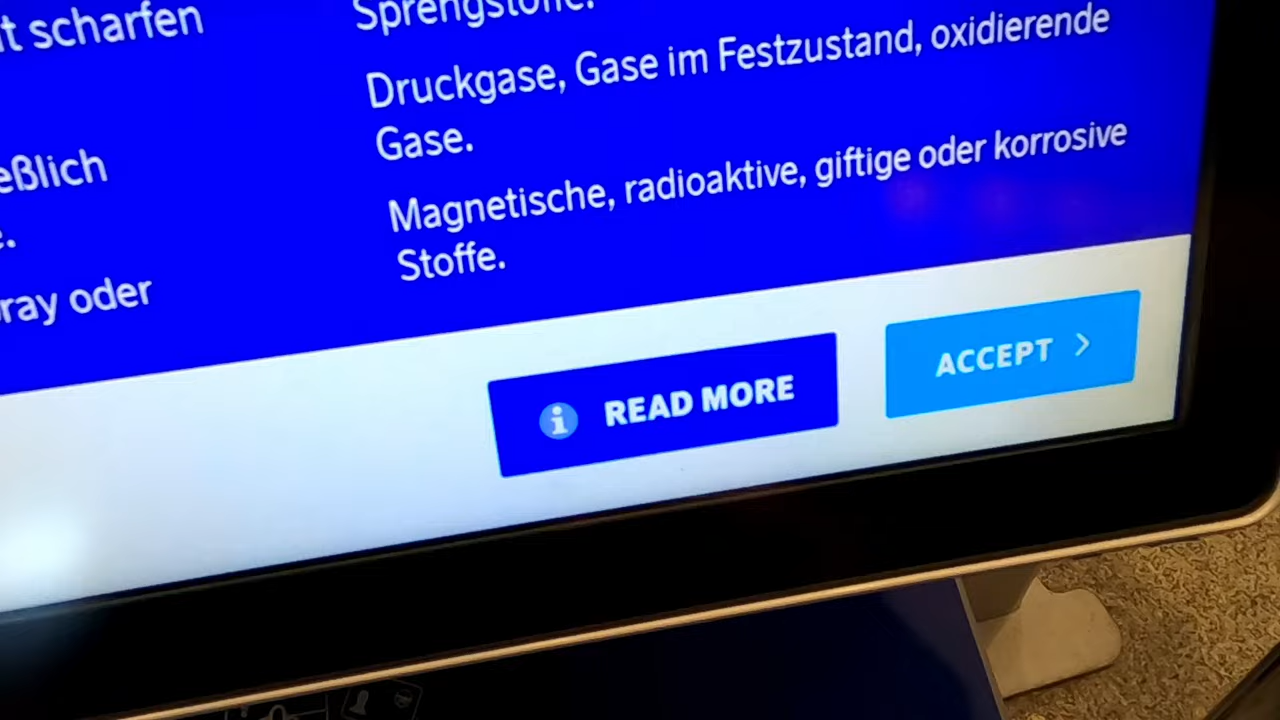 t scharfen
eßlich
e.
ray oder
Sprengstoffe.
Druckgase, Gase im Festzustand, oxidierende
Gase.
Magnetische, radioaktive, giftige oder korrosive
Stoffe.
i READ MORE
ACCEPT >